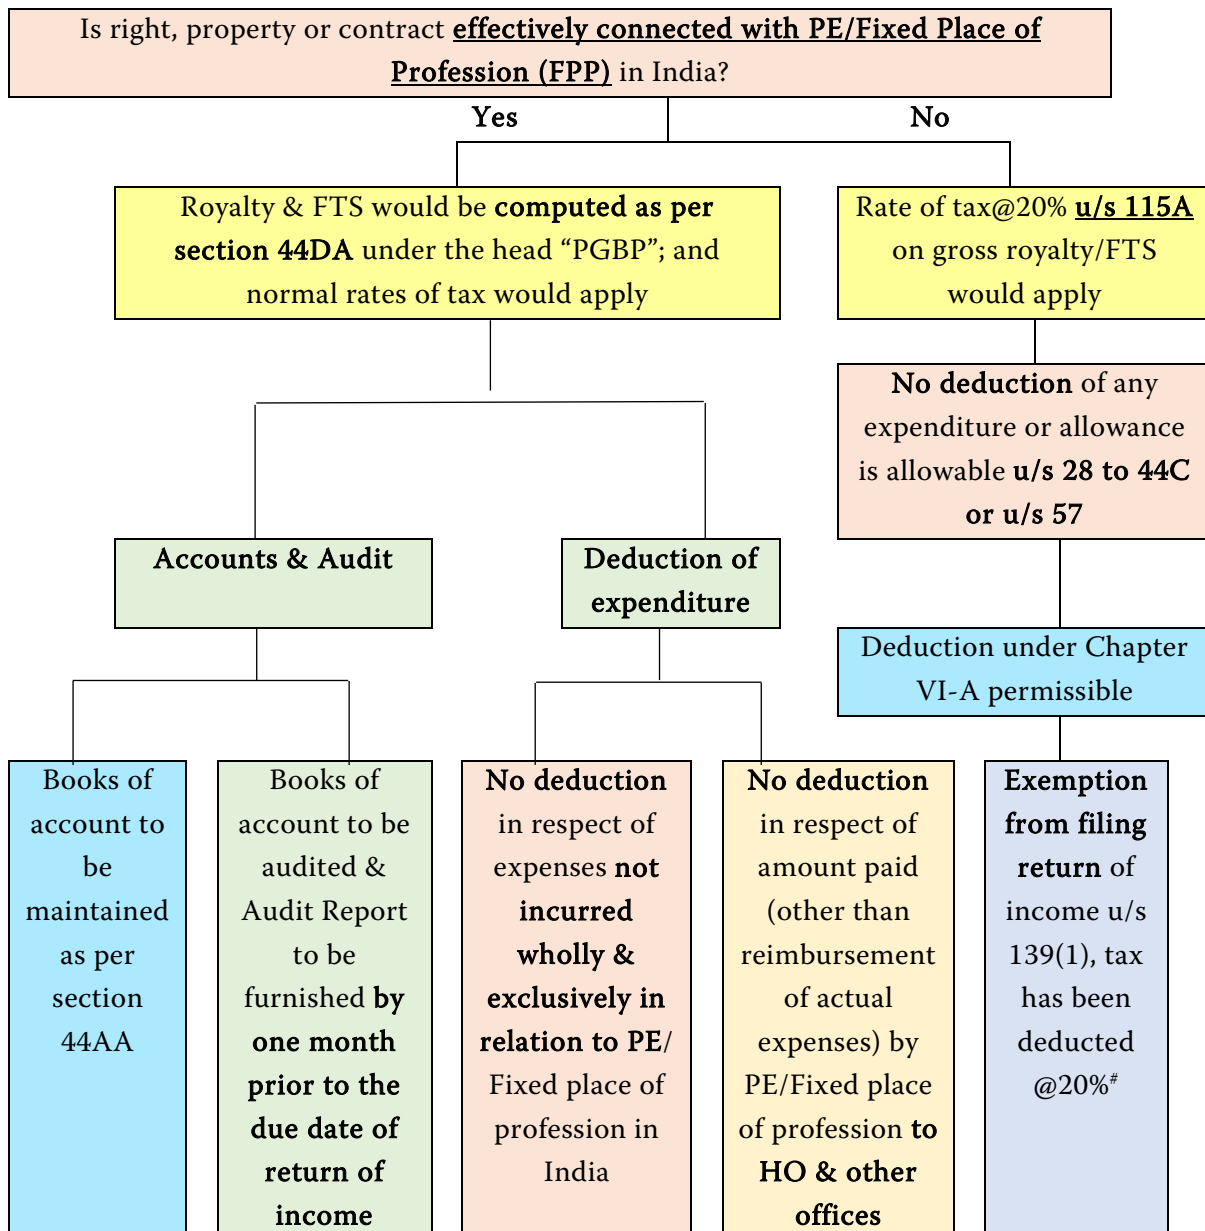 Is right, property or contract effectively connected with PE/Fixed Place of
Profession (FPP) in India?
Yes
No
Royalty & FTS would be computed as per
section 44DA under the head “PGBP”; and
normal rates of tax would apply
Rate of tax@20% u/s 115A
on gross royalty/FTS
would apply
No deduction of any
expenditure or allowance
is allowable u/s 28 to 44C
or u/s 57
Accounts & Audit
Deduction of
expenditure
Deduction under Chapter
VI-A permissible
Books of
account to
be
maintained
as per
section
44AA
Books of
account to be
audited &
Audit Report
to be
furnished by
one month
prior to the
due date of
return of
income
No deduction
in respect of
expenses not
incurred
wholly &
exclusively in
relation to PE/
Fixed place of
profession in
India
No deduction
in respect of
amount paid
(other than
reimbursement
of actual
expenses) by
PE/Fixed place
of profession to
HO & other
offices
Exemption
from filing
return of
income u/s
139(1), tax
has been
deducted
@20%#